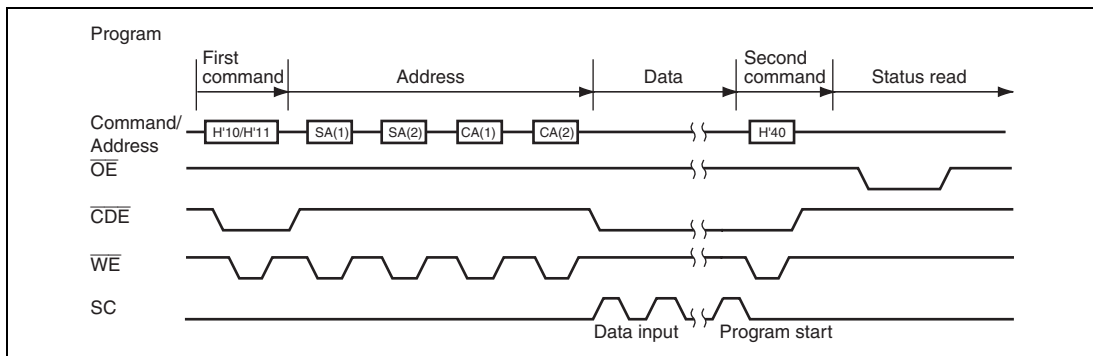 Program
First command
Address
Data
Second command
Status read
Command/
Address
H'10/H'11
SA(1)
SA(2)
CA(1)
CA(2)
H'40
OE
CDE
WE
SC
Data input
Program start